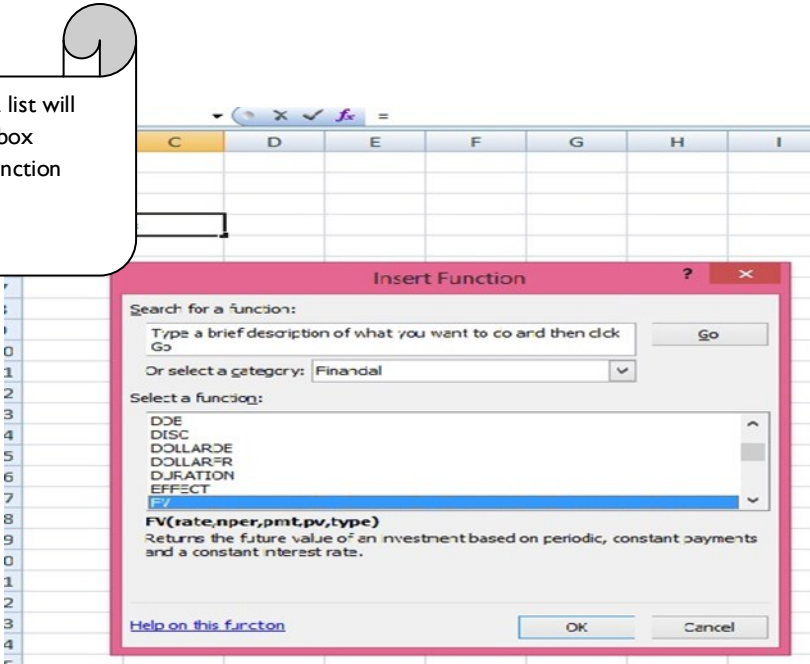 list will
box
nction
fx =
C D E F G H I
Insert Function ? ×
Search for a function:
Type a brief description of what you want to co and then click
Go
Go
Or select a category: Financial
Select a function:
DDE
DISC
DOLLARDE
DOLLARFR
DURATION
EFFECT
FV
FV(rate,nper,pmt,pv,type)
Returns the future value of an investment based on periodic, constant payments
and a constant interest rate.
Help on this function
OK Cancel